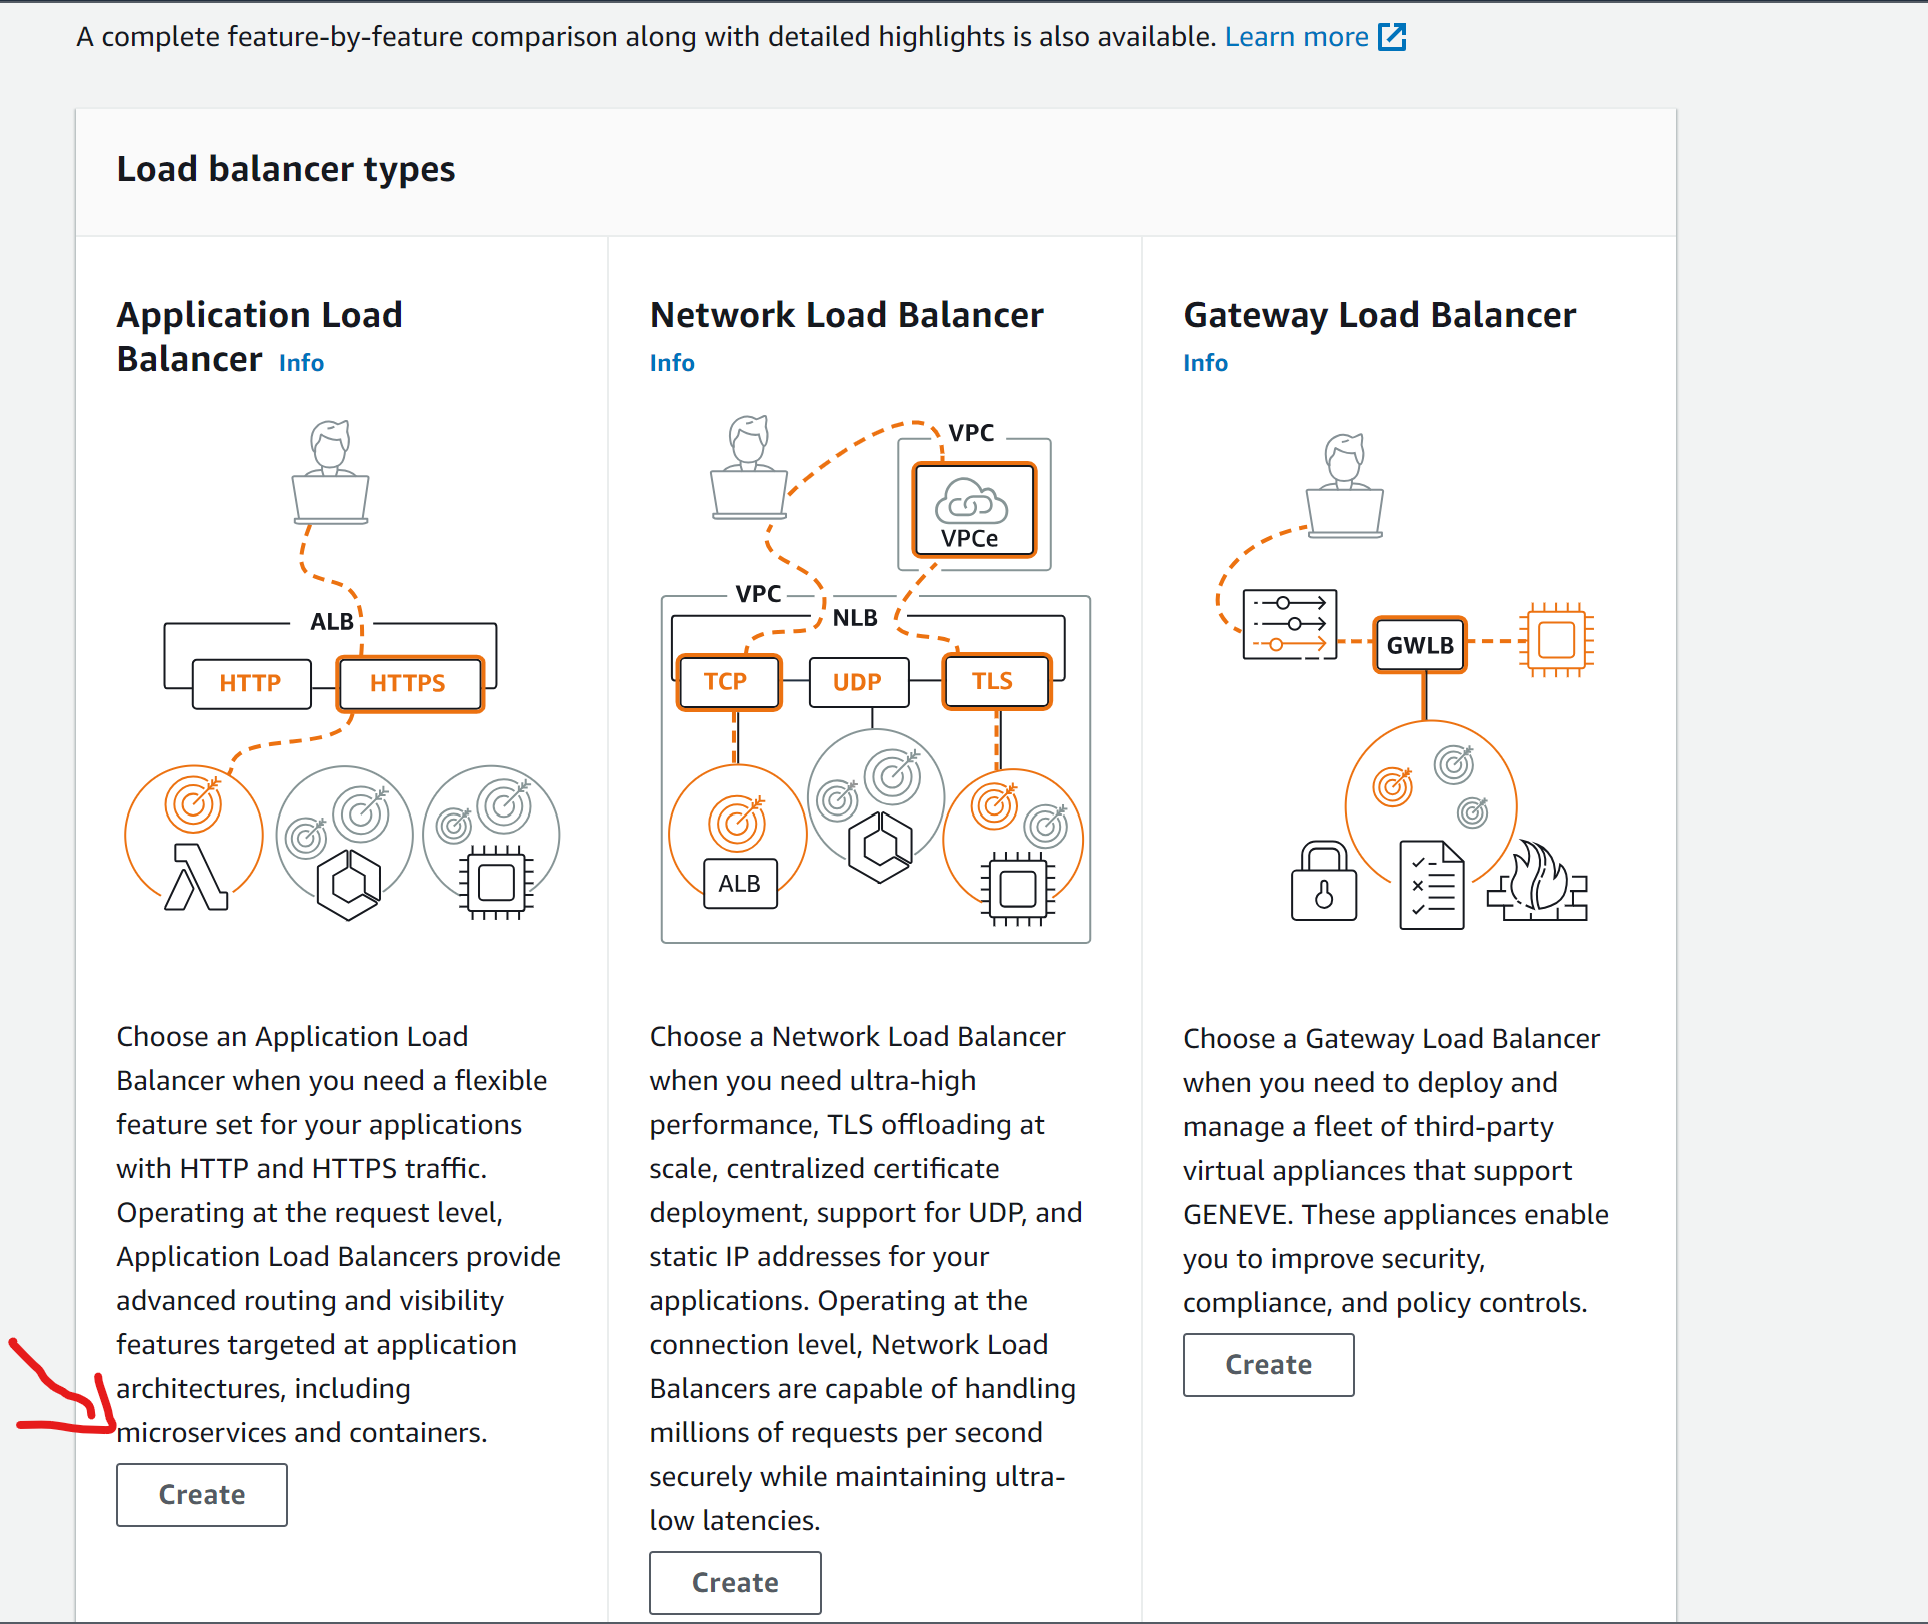 A complete feature-by-feature comparison along with detailed highlights is also available. Learn more
Load balancer types
Application Load
Balancer Info
ALB
HTTP
HTTPS
Choose an Application Load
Balancer when you need a flexible
feature set for your applications
with HTTP and HTTPS traffic.
Operating at the request level,
Application Load Balancers provide
advanced routing and visibility
features targeted at application
architectures, including
microservices and containers.
Create
Network Load Balancer
Info
VPC
VPCe
VPC
NLB
TCP
UDP
TLS
ALB
Choose a Network Load Balancer
when you need ultra-high
performance, TLS offloading at
scale, centralized certificate
deployment, support for UDP, and
static IP addresses for your
applications. Operating at the
connection level, Network Load
Balancers are capable of handling
millions of requests per second
securely while maintaining ultra-
low latencies.
Create
Gateway Load Balancer
Info
GWLB
Choose a Gateway Load Balancer
when you need to deploy and
manage a fleet of third-party
virtual appliances that support
GENEVE. These appliances enable
you to improve security,
compliance, and policy controls.
Create